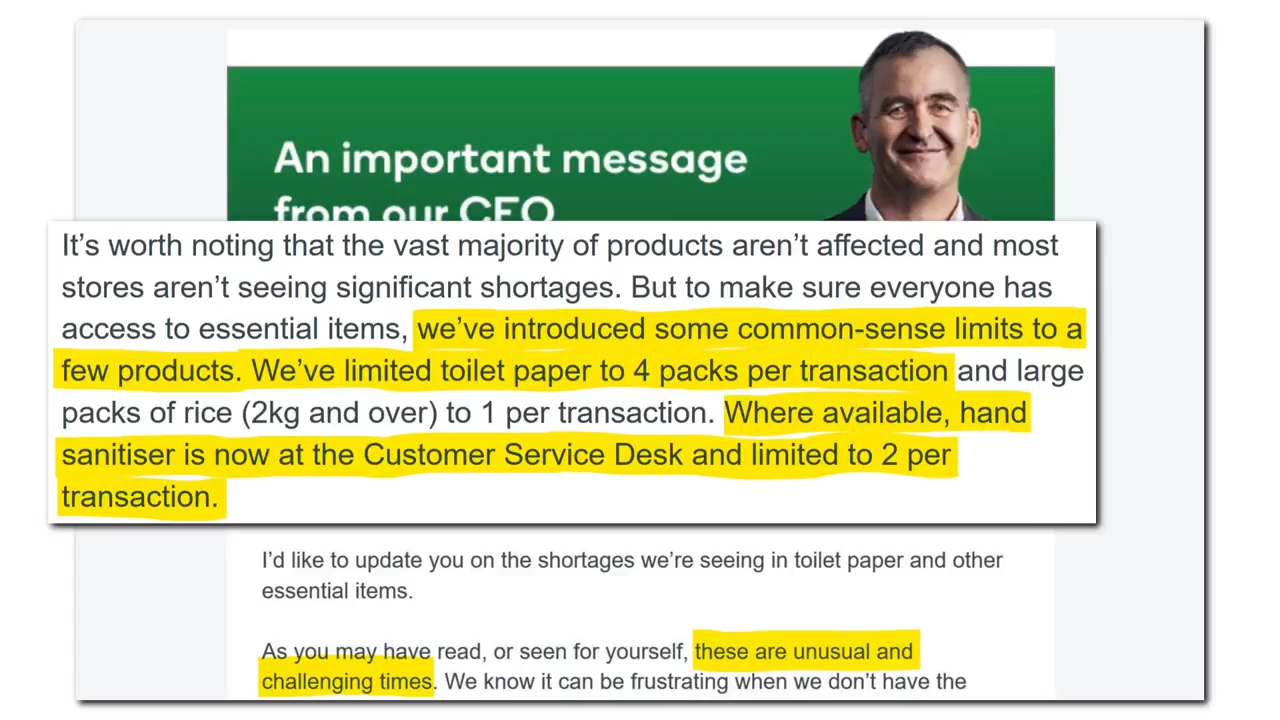 An important message
from our CEO
It’s worth noting that the vast majority of products aren’t affected and most
stores aren’t seeing significant shortages. But to make sure everyone has
access to essential items, we’ve introduced some common-sense limits to a
few products. We’ve limited toilet paper to 4 packs per transaction and large
packs of rice (2kg and over) to 1 per transaction. Where available, hand
sanitiser is now at the Customer Service Desk and limited to 2 per
transaction.
I’d like to update you on the shortages we’re seeing in toilet paper and other
essential items.
As you may have read, or seen for yourself, these are unusual and
challenging times. We know it can be frustrating when we don’t have the